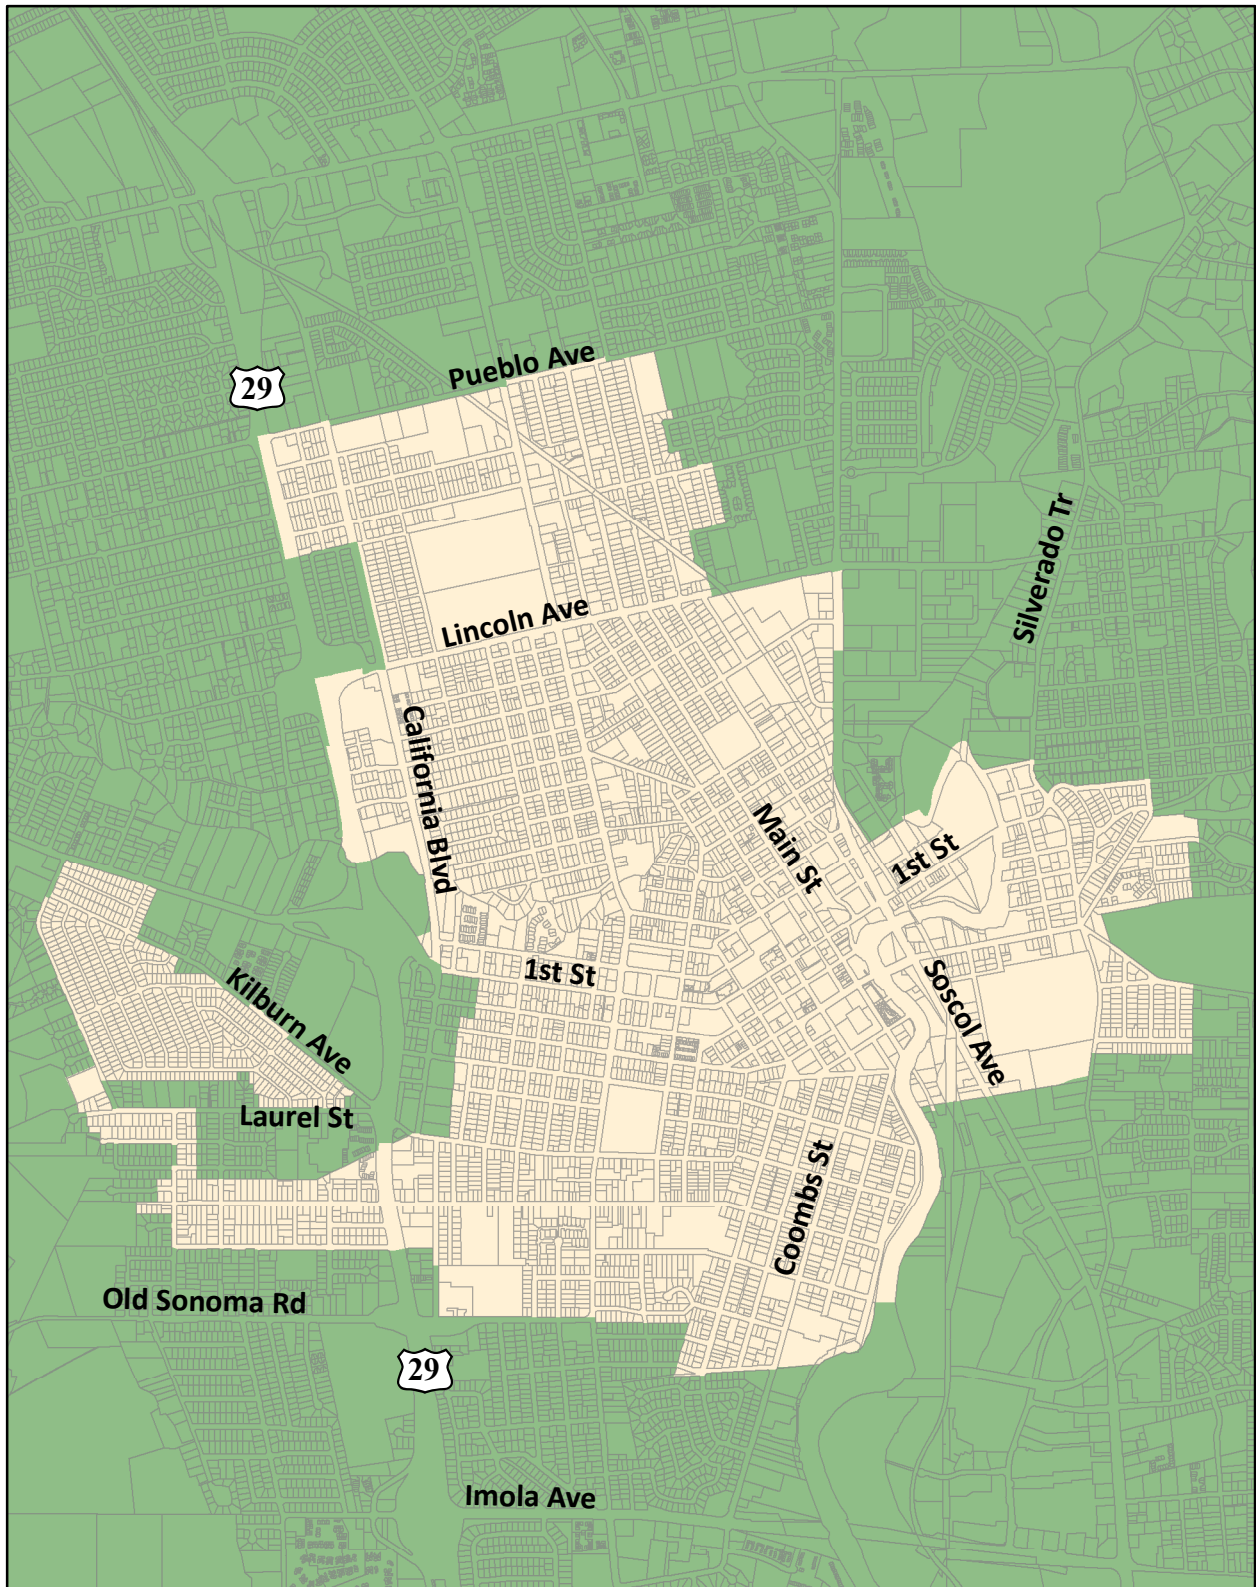 Pueblo Ave
29
Silverado Tr
Lincoln Ave
California Blvd
Main St
1st St
1st St
Kilburn Ave
Soscol Ave
Laurel St
Coombs St
Old Sonoma Rd
29
Imola Ave